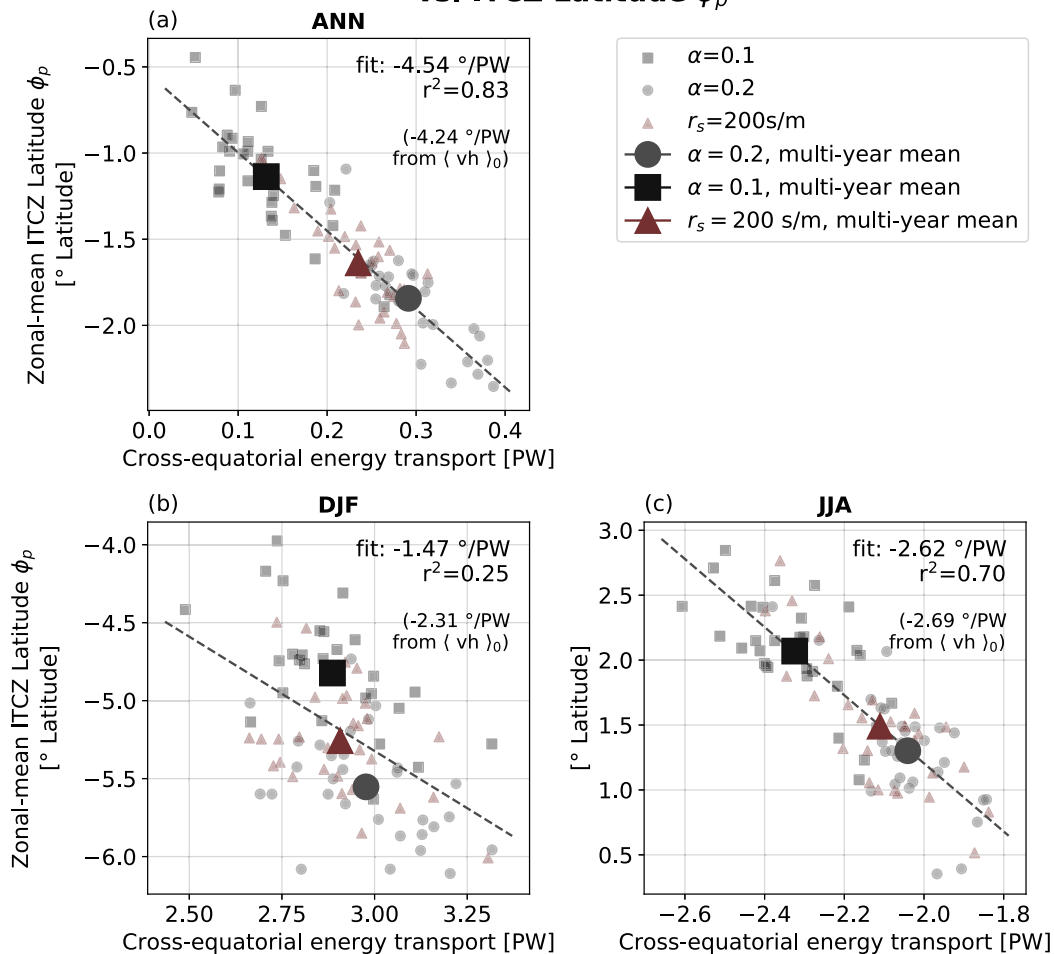 vs. ITCZ Latitude ϕp
(a)
ANN
fit: -4.54 °/PW
r²=0.83
(-4.24 °/PW
from ⟨ vh ⟩₀)
Zonal-mean ITCZ Latitude ϕp
[° Latitude]
−0.5
−1.0
−1.5
−2.0
0.0 0.1 0.2 0.3 0.4
Cross-equatorial energy transport [PW]
α=0.1
α=0.2
rs=200s/m
α = 0.2, multi-year mean
α = 0.1, multi-year mean
rs = 200 s/m, multi-year mean
(b)
DJF
fit: -1.47 °/PW
r²=0.25
(-2.31 °/PW
from ⟨ vh ⟩₀)
Zonal-mean ITCZ Latitude ϕp
[° Latitude]
−4.0
−4.5
−5.0
−5.5
−6.0
2.50 2.75 3.00 3.25
Cross-equatorial energy transport [PW]
(c)
JJA
fit: -2.62 °/PW
r²=0.70
(-2.69 °/PW
from ⟨ vh ⟩₀)
[° Latitude]
3.0
2.5
2.0
1.5
1.0
0.5
−2.6 −2.4 −2.2 −2.0 −1.8
Cross-equatorial energy transport [PW]